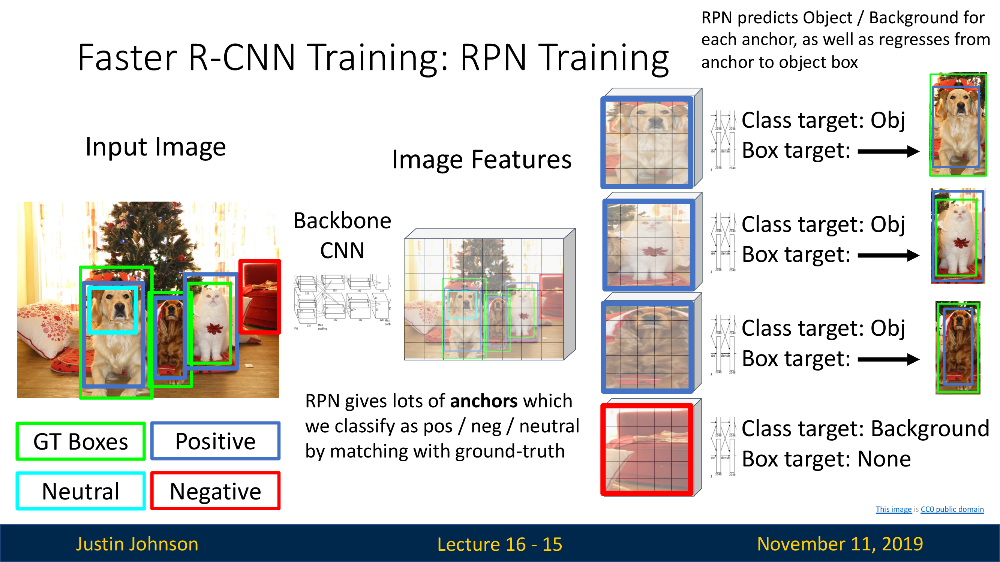 RPN predicts Object / Background for
each anchor, as well as regresses from
anchor to object box
Faster R-CNN Training: RPN Training
Input Image
Image Features
Backbone
CNN
Class target: Obj
Box target:
Class target: Obj
Box target:
Class target: Obj
Box target:
Class target: Background
Box target: None
RPN gives lots of anchors which
we classify as pos / neg / neutral
by matching with ground-truth
GT Boxes
Positive
Neutral
Negative
This image is CC0 public domain
Justin Johnson
Lecture 16 - 15
November 11, 2019